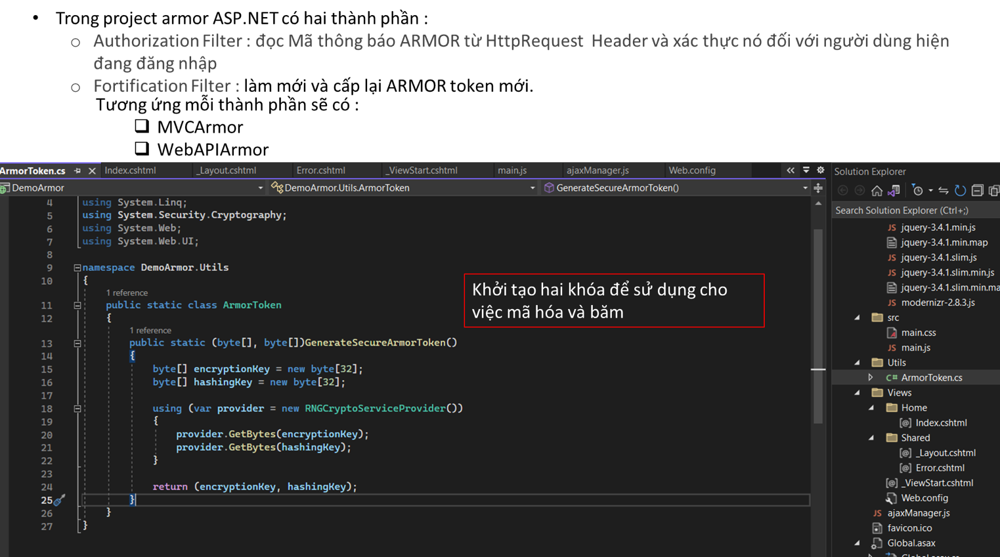 • Trong project armor ASP.NET có hai thành phần :
o Authorization Filter : đọc Mã thông báo ARMOR từ HttpRequest Header và xác thực nó đối với người dùng hiện
đang đăng nhập
o Fortification Filter : làm mới và cấp lại ARMOR token mới.
Tương ứng mỗi thành phần sẽ có :
❑ MVCArmor
❑ WebAPIArmor
ArmorToken.cs Index.cshtml _Layout.cshtml Error.cshtml _ViewStart.cshtml main.js ajaxManager.js Web.config
DemoArmor DemoArmor.Utils.ArmorToken GenerateSecureArmorToken()
4 using System.Linq;
5 using System.Security.Cryptography;
6 using System.Web;
7 using System.Web.UI;
8
9 namespace DemoArmor.Utils
10 {
1 reference
11 public static class ArmorToken
12 {
1 reference
13 public static (byte[], byte[])GenerateSecureArmorToken()
14 {
15 byte[] encryptionKey = new byte[32];
16 byte[] hashingKey = new byte[32];
17
18 using (var provider = new RNGCryptoServiceProvider())
19 {
20 provider.GetBytes(encryptionKey);
21 provider.GetBytes(hashingKey);
22 }
23
24 return (encryptionKey, hashingKey);
25 }
26 }
27 }
Khởi tạo hai khóa để sử dụng cho
việc mã hóa và băm
Solution Explorer
Search Solution Explorer (Ctrl+;)
JS jquery-3.4.1.min.js
jquery-3.4.1.min.map
JS jquery-3.4.1.slim.js
JS jquery-3.4.1.slim.min.js
jquery-3.4.1.slim.min.ma
JS modernizr-2.8.3.js
src
main.css
JS main.js
Utils
C# ArmorToken.cs
Views
Home
[@] Index.cshtml
Shared
[@] _Layout.cshtml
[@] Error.cshtml
[@] _ViewStart.cshtml
Web.config
JS ajaxManager.js
favicon.ico
Global.asax